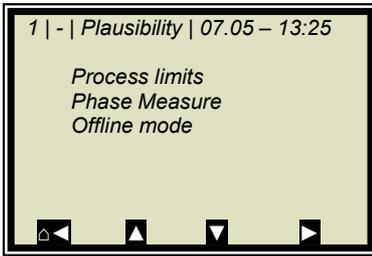 1 | - | Plausibility | 07.05 – 13:25
Process limits
Phase Measure
Offline mode